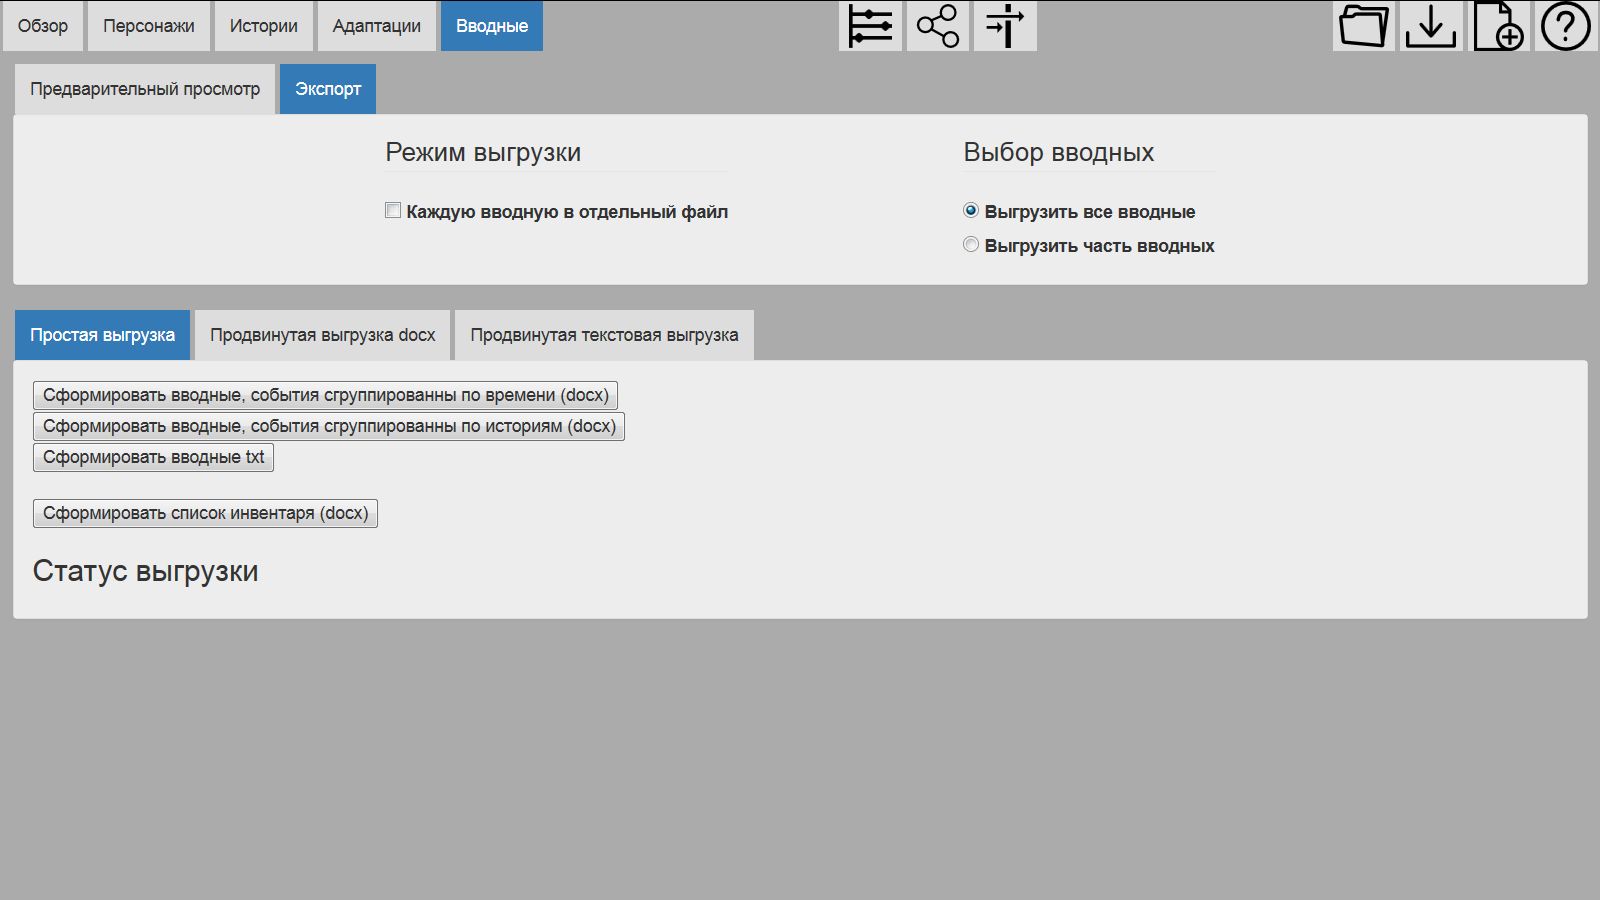 Обзор Персонажи Истории Адаптации Вводные
Предварительный просмотр Экспорт
Режим выгрузки
Каждую вводную в отдельный файл
Выбор вводных
Выгрузить все вводные
Выгрузить часть вводных
Простая выгрузка Продвинутая выгрузка docx Продвинутая текстовая выгрузка
Сформировать вводные, события сгруппированны по времени (docx)
Сформировать вводные, события сгруппированны по историям (docx)
Сформировать вводные txt
Сформировать список инвентаря (docx)
Статус выгрузки